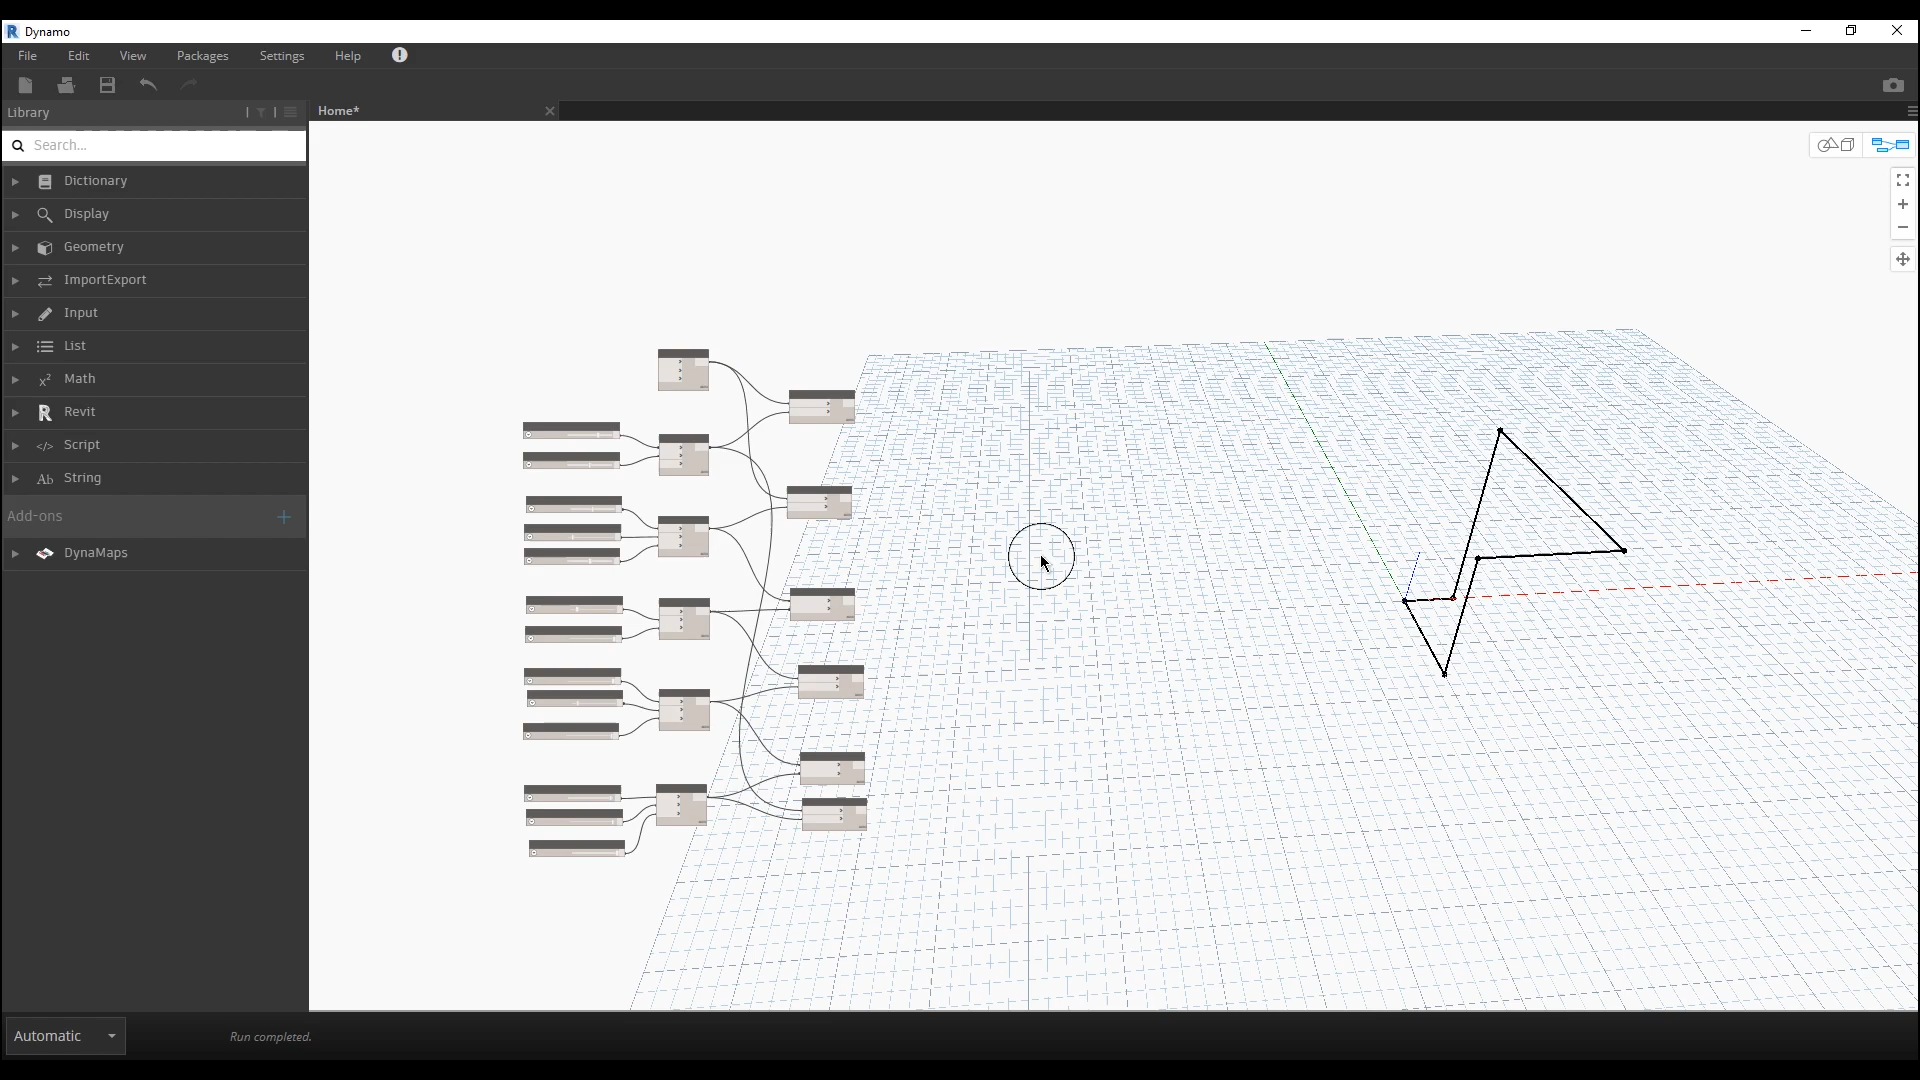 Dynamo
File Edit View Packages Settings Help
Library
Home*
Search...
Dictionary
Display
Geometry
ImportExport
Input
List
Math
Revit
Script
String
Add-ons
DynaMaps
Automatic
Run completed.